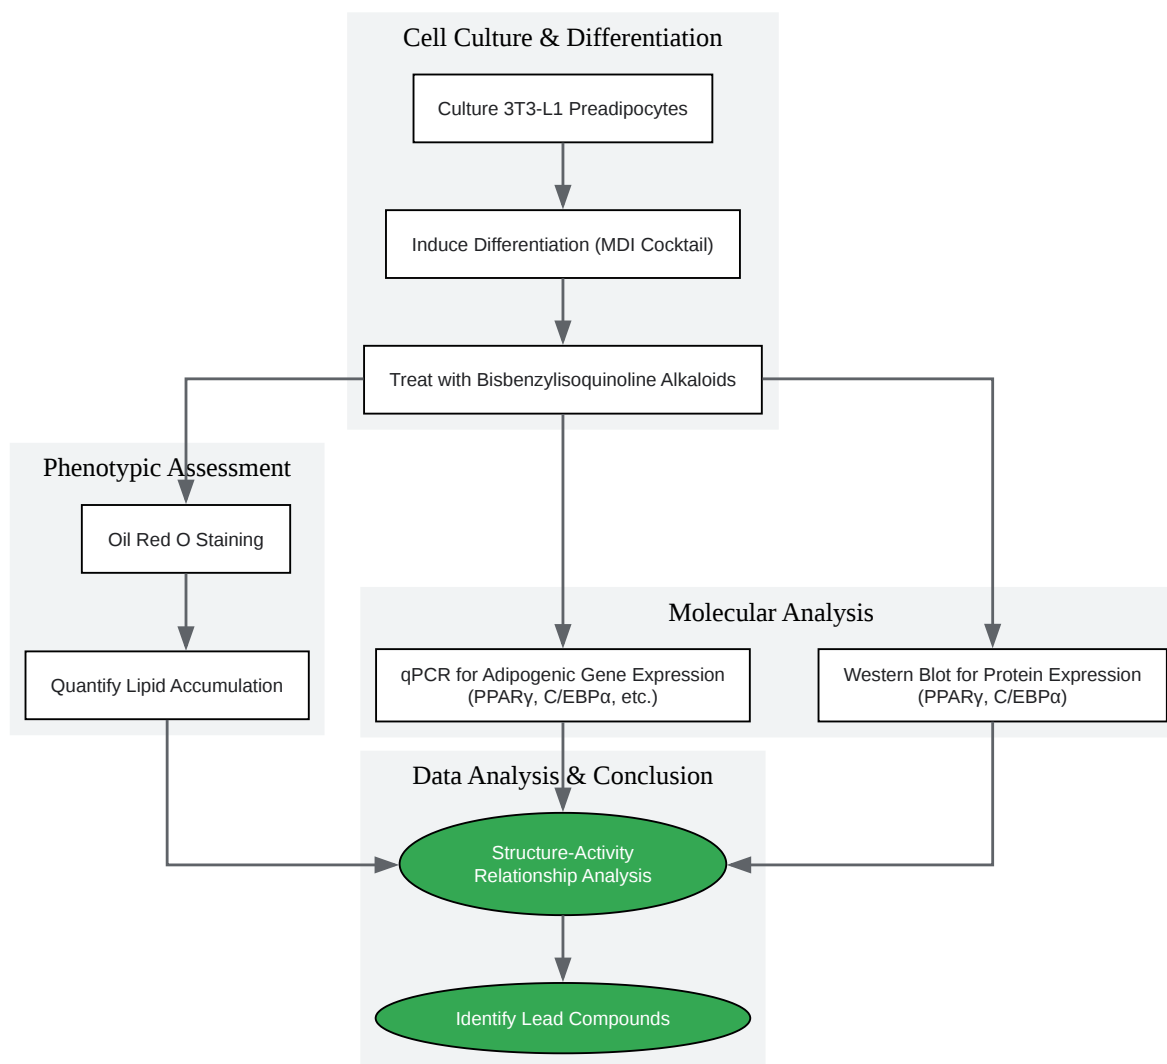 Cell Culture & Differentiation
Culture 3T3-L1 Preadipocytes
Induce Differentiation (MDI Cocktail)
Treat with Bisbenzylisoquinoline Alkaloids
Phenotypic Assessment
Oil Red O Staining
Quantify Lipid Accumulation
Molecular Analysis
qPCR for Adipogenic Gene Expression
(PPARγ, C/EBPα, etc.)
Western Blot for Protein Expression
(PPARγ, C/EBPα)
Data Analysis & Conclusion
Structure-Activity
Relationship Analysis
Identify Lead Compounds